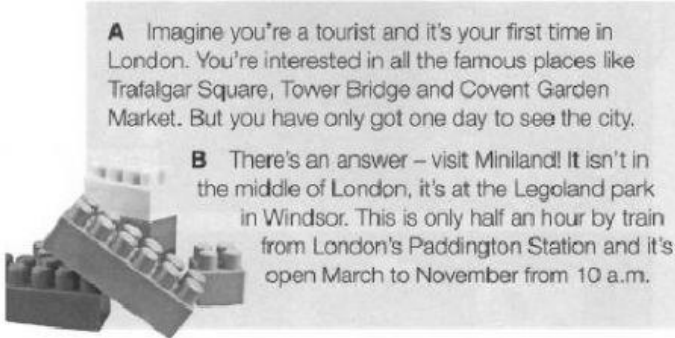 A Imagine you're a tourist and it's your first time in
London. You're interested in all the famous places like
Trafalgar Square, Tower Bridge and Covent Garden
Market. But you have only got one day to see the city.
B There's an answer – visit Miniland! It isn't in
the middle of London, it's at the Legoland park
in Windsor. This is only half an hour by train
from London's Paddington Station and it's
open March to November from 10 a.m.